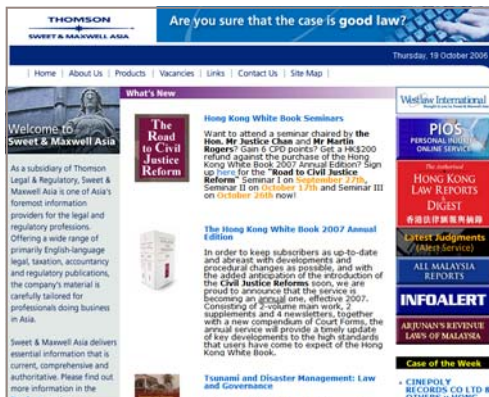 THOMSON
SWEET & MAXWELL ASIA
Are you sure that the case is good law?
Thursday, 19 October 2006
| Home | About Us | Products | Vacancies | Links | Contact Us | Site Map |
What's New
Welcome to
Sweet & Maxwell Asia
As a subsidiary of Thomson
Legal & Regulatory, Sweet &
Maxwell Asia is one of Asia's
foremost information
providers for the legal and
regulatory professions.
Offering a wide range of
primarily English-language
legal, taxation, accountancy
and regulatory publications,
the company's material is
carefully tailored for
professionals doing business
in Asia.
Sweet & Maxwell Asia delivers
essential information that is
current, comprehensive and
authoritative. Please find out
more information in the
The
Road
to
Civil
Justice
Reform
Hong Kong White Book Seminars
Want to attend a seminar chaired by the
Hon. Mr Justice Chan and Mr Martin
Rogers? Gain 6 CPD points? Get a HK$200
refund against the purchase of the Hong
Kong White Book 2007 Annual Edition? Sign
up here for the "Road to Civil Justice
Reform" Seminar I on September 27th,
Seminar II on October 17th and Seminar III
on October 26th now!
The Hong Kong White Book 2007 Annual
Edition
In order to keep subscribers as up-to-date
and abreast with developments and
procedural changes as possible, and with
the added anticipation of the introduction of
the Civil Justice Reforms soon, we are
proud to announce that the service is
becoming an annual one, effective 2007.
Consisting of 2-volume main work, 2
supplements and 4 newsletters, together
with a new compendium of Court Forms, the
annual service will provide a timely update
of key developments to the high standards
that users have come to expect of the Hong
Kong White Book.
Tsunami and Disaster Management: Law
and Governance
Westlaw International
PIOS
PERSONAL INJURY
ONLINE SERVICE
The Authorised
HONG KONG
LAW REPORTS
& DIGEST
香港法律彙報與摘錄
Latest Judgments
(Alert Service)
ALL MALAYSIA
REPORTS
INFOALERT
ARJUNAN'S REVENUE
LAWS OF MALAYSIA
Case of the Week
CINEPOLY
RECORDS CO LTD &